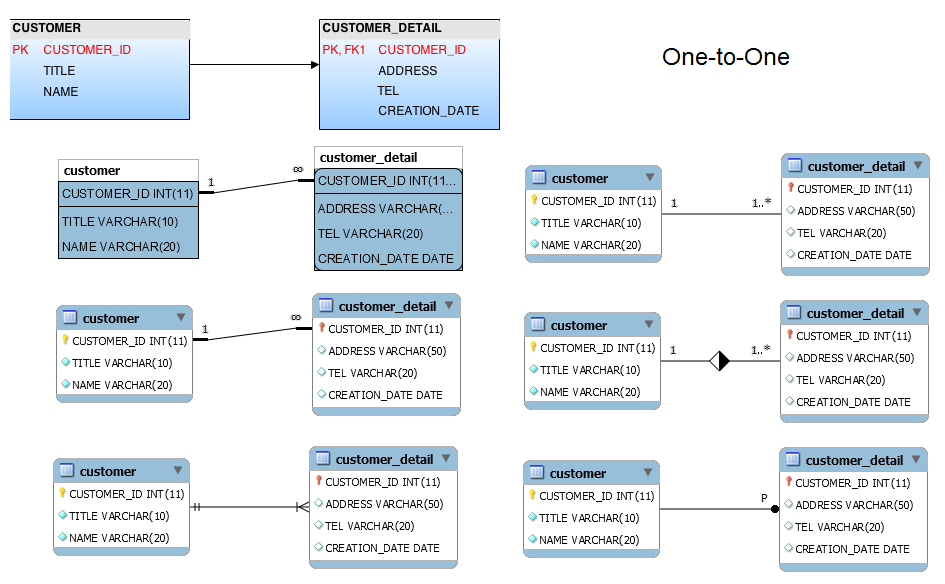 CUSTOMER
PK CUSTOMER_ID
TITLE
NAME
CUSTOMER_DETAIL
PK, FK1 CUSTOMER_ID
ADDRESS
TEL
CREATION_DATE
One-to-One
customer
CUSTOMER_ID INT(11)
TITLE VARCHAR(10)
NAME VARCHAR(20)
1
∞
customer_detail
CUSTOMER_ID INT(11...
ADDRESS VARCHAR(...
TEL VARCHAR(20)
CREATION_DATE DATE
customer
CUSTOMER_ID INT(11)
TITLE VARCHAR(10)
NAME VARCHAR(20)
1
1..*
customer_detail
CUSTOMER_ID INT(11)
ADDRESS VARCHAR(50)
TEL VARCHAR(20)
CREATION_DATE DATE
customer
CUSTOMER_ID INT(11)
TITLE VARCHAR(10)
NAME VARCHAR(20)
1
∞
customer_detail
CUSTOMER_ID INT(11)
ADDRESS VARCHAR(50)
TEL VARCHAR(20)
CREATION_DATE DATE
customer
CUSTOMER_ID INT(11)
TITLE VARCHAR(10)
NAME VARCHAR(20)
1
1..*
customer_detail
CUSTOMER_ID INT(11)
ADDRESS VARCHAR(50)
TEL VARCHAR(20)
CREATION_DATE DATE
customer
CUSTOMER_ID INT(11)
TITLE VARCHAR(10)
NAME VARCHAR(20)
customer_detail
CUSTOMER_ID INT(11)
ADDRESS VARCHAR(50)
TEL VARCHAR(20)
CREATION_DATE DATE
customer
CUSTOMER_ID INT(11)
TITLE VARCHAR(10)
NAME VARCHAR(20)
P
customer_detail
CUSTOMER_ID INT(11)
ADDRESS VARCHAR(50)
TEL VARCHAR(20)
CREATION_DATE DATE